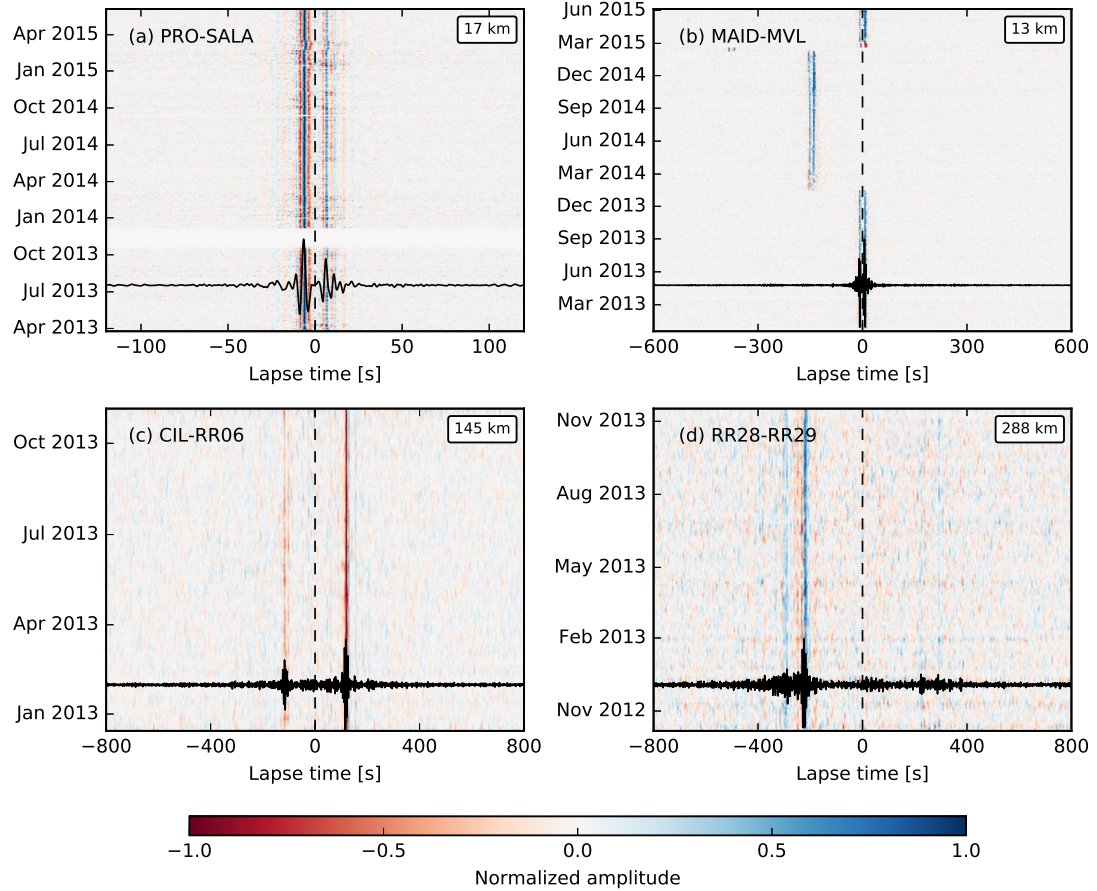 (a) PRO-SALA
17 km
Apr 2015
Jan 2015
Oct 2014
Jul 2014
Apr 2014
Jan 2014
Oct 2013
Jul 2013
Apr 2013
−100 −50 0 50 100
Lapse time [s]
(b) MAID-MVL
13 km
Jun 2015
Mar 2015
Dec 2014
Sep 2014
Jun 2014
Mar 2014
Dec 2013
Sep 2013
Jun 2013
Mar 2013
−600 −300 0 300 600
Lapse time [s]
(c) CIL-RR06
145 km
Oct 2013
Jul 2013
Apr 2013
Jan 2013
−800 −400 0 400 800
Lapse time [s]
(d) RR28-RR29
288 km
Nov 2013
Aug 2013
May 2013
Feb 2013
Nov 2012
−800 −400 0 400 800
Lapse time [s]
−1.0 −0.5 0.0 0.5 1.0
Normalized amplitude